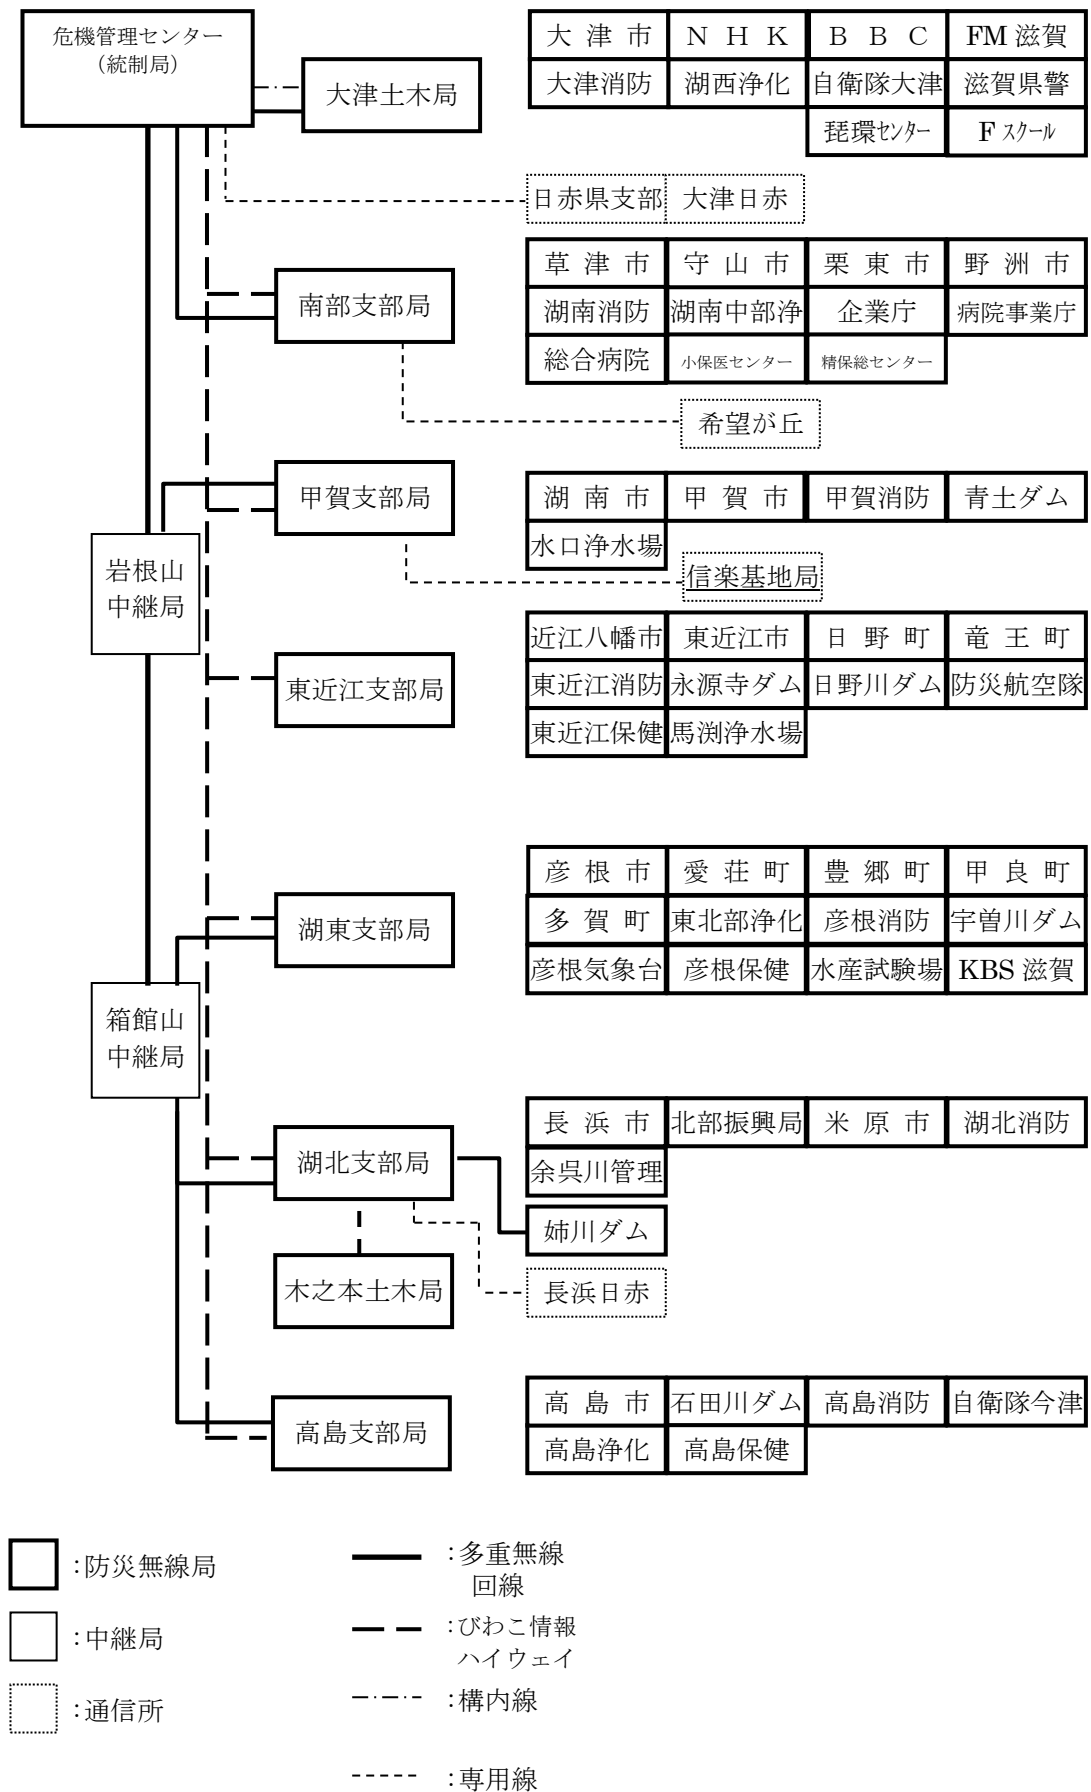 危機管理センター
（統制局）
大津土木局
大津市 ＮＨＫ ＢＢＣ FM滋賀
大津消防 湖西浄化 自衛隊大津 滋賀県警
琵環センター Fスクール
日赤県支部 大津日赤
南部支部局
草津市 守山市 栗東市 野洲市
湖南消防 湖南中部浄 企業庁 病院事業庁
総合病院 小保医センター 精保総センター
希望が丘
甲賀支部局
湖南市 甲賀市 甲賀消防 青土ダム
水口浄水場
信楽基地局
岩根山
中継局
東近江支部局
近江八幡市 東近江市 日野町 竜王町
東近江消防 永源寺ダム 日野川ダム 防災航空隊
東近江保健 馬渕浄水場
湖東支部局
彦根市 愛荘町 豊郷町 甲良町
多賀町 東北部浄化 彦根消防 宇曽川ダム
彦根気象台 彦根保健 水産試験場 KBS滋賀
箱館山
中継局
湖北支部局
長浜市 北部振興局 米原市 湖北消防
余呉川管理
姉川ダム
木之本土木局
長浜日赤
高島支部局
高島市 石田川ダム 高島消防 自衛隊今津
高島浄化 高島保健
:防災無線局
:多重無線
回線
:中継局
:びわこ情報
ハイウェイ
:通信所
:構内線
:専用線